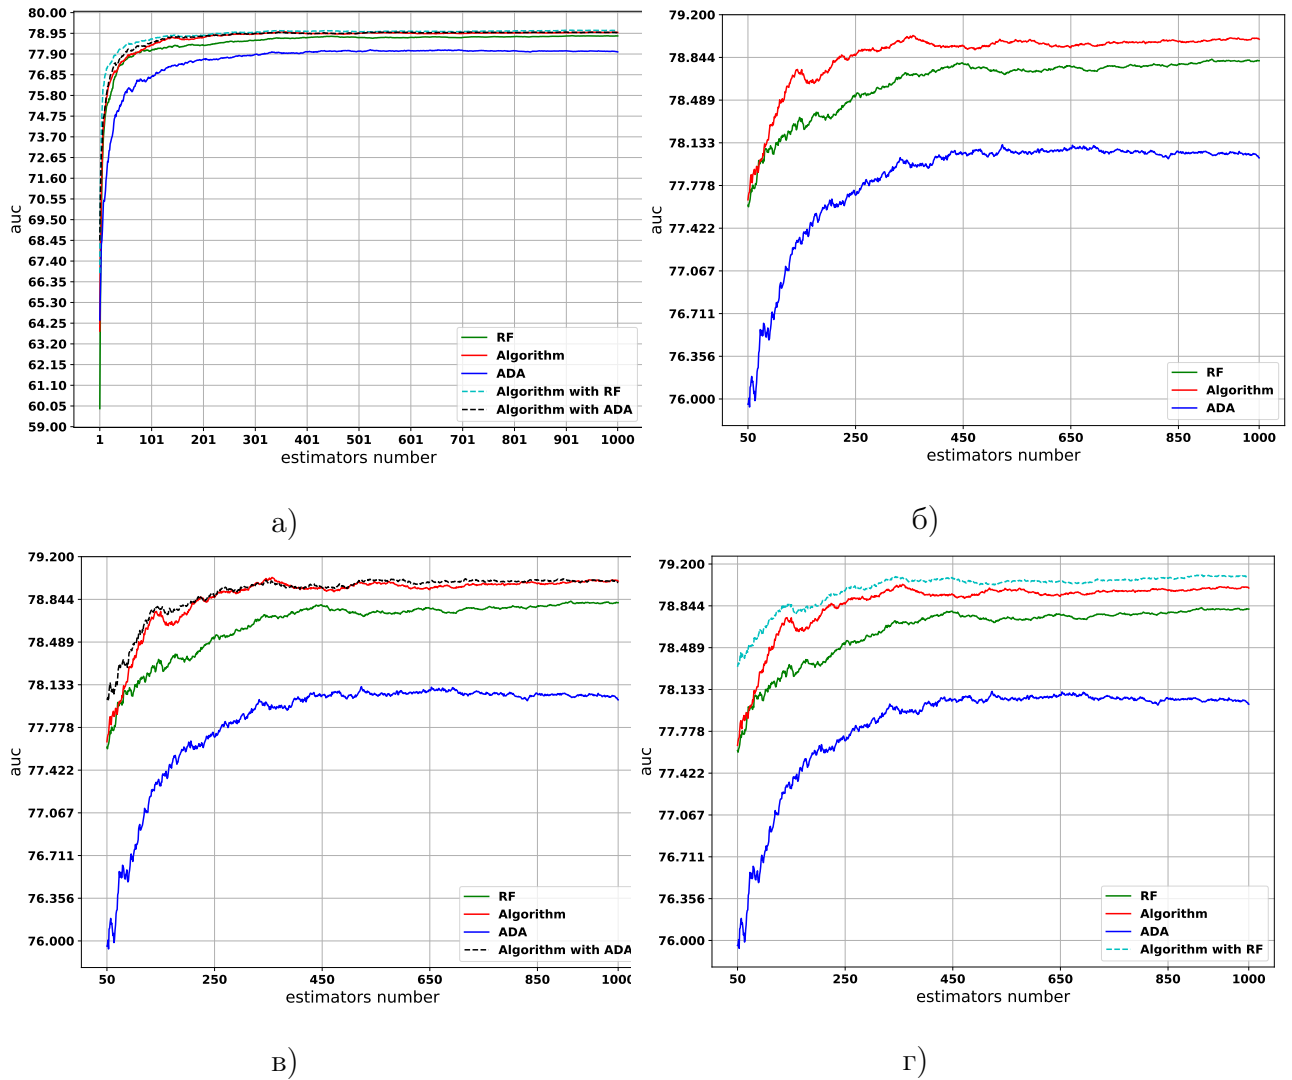 80.00
78.95
77.90
76.85
75.80
74.75
73.70
72.65
71.60
70.55
69.50
68.45
67.40
66.35
65.30
64.25
63.20
62.15
61.10
60.05
59.00
auc
RF
Algorithm
ADA
Algorithm with RF
Algorithm with ADA
1 101 201 301 401 501 601 701 801 901 1000
estimators number
а)
79.200
78.844
78.489
78.133
77.778
77.422
77.067
76.711
76.356
76.000
auc
RF
Algorithm
ADA
50 250 450 650 850 1000
estimators number
б)
79.200
78.844
78.489
78.133
77.778
77.422
77.067
76.711
76.356
76.000
auc
RF
Algorithm
ADA
Algorithm with ADA
50 250 450 650 850 1000
estimators number
в)
79.200
78.844
78.489
78.133
77.778
77.422
77.067
76.711
76.356
76.000
auc
RF
Algorithm
ADA
Algorithm with RF
50 250 450 650 850 1000
estimators number
г)